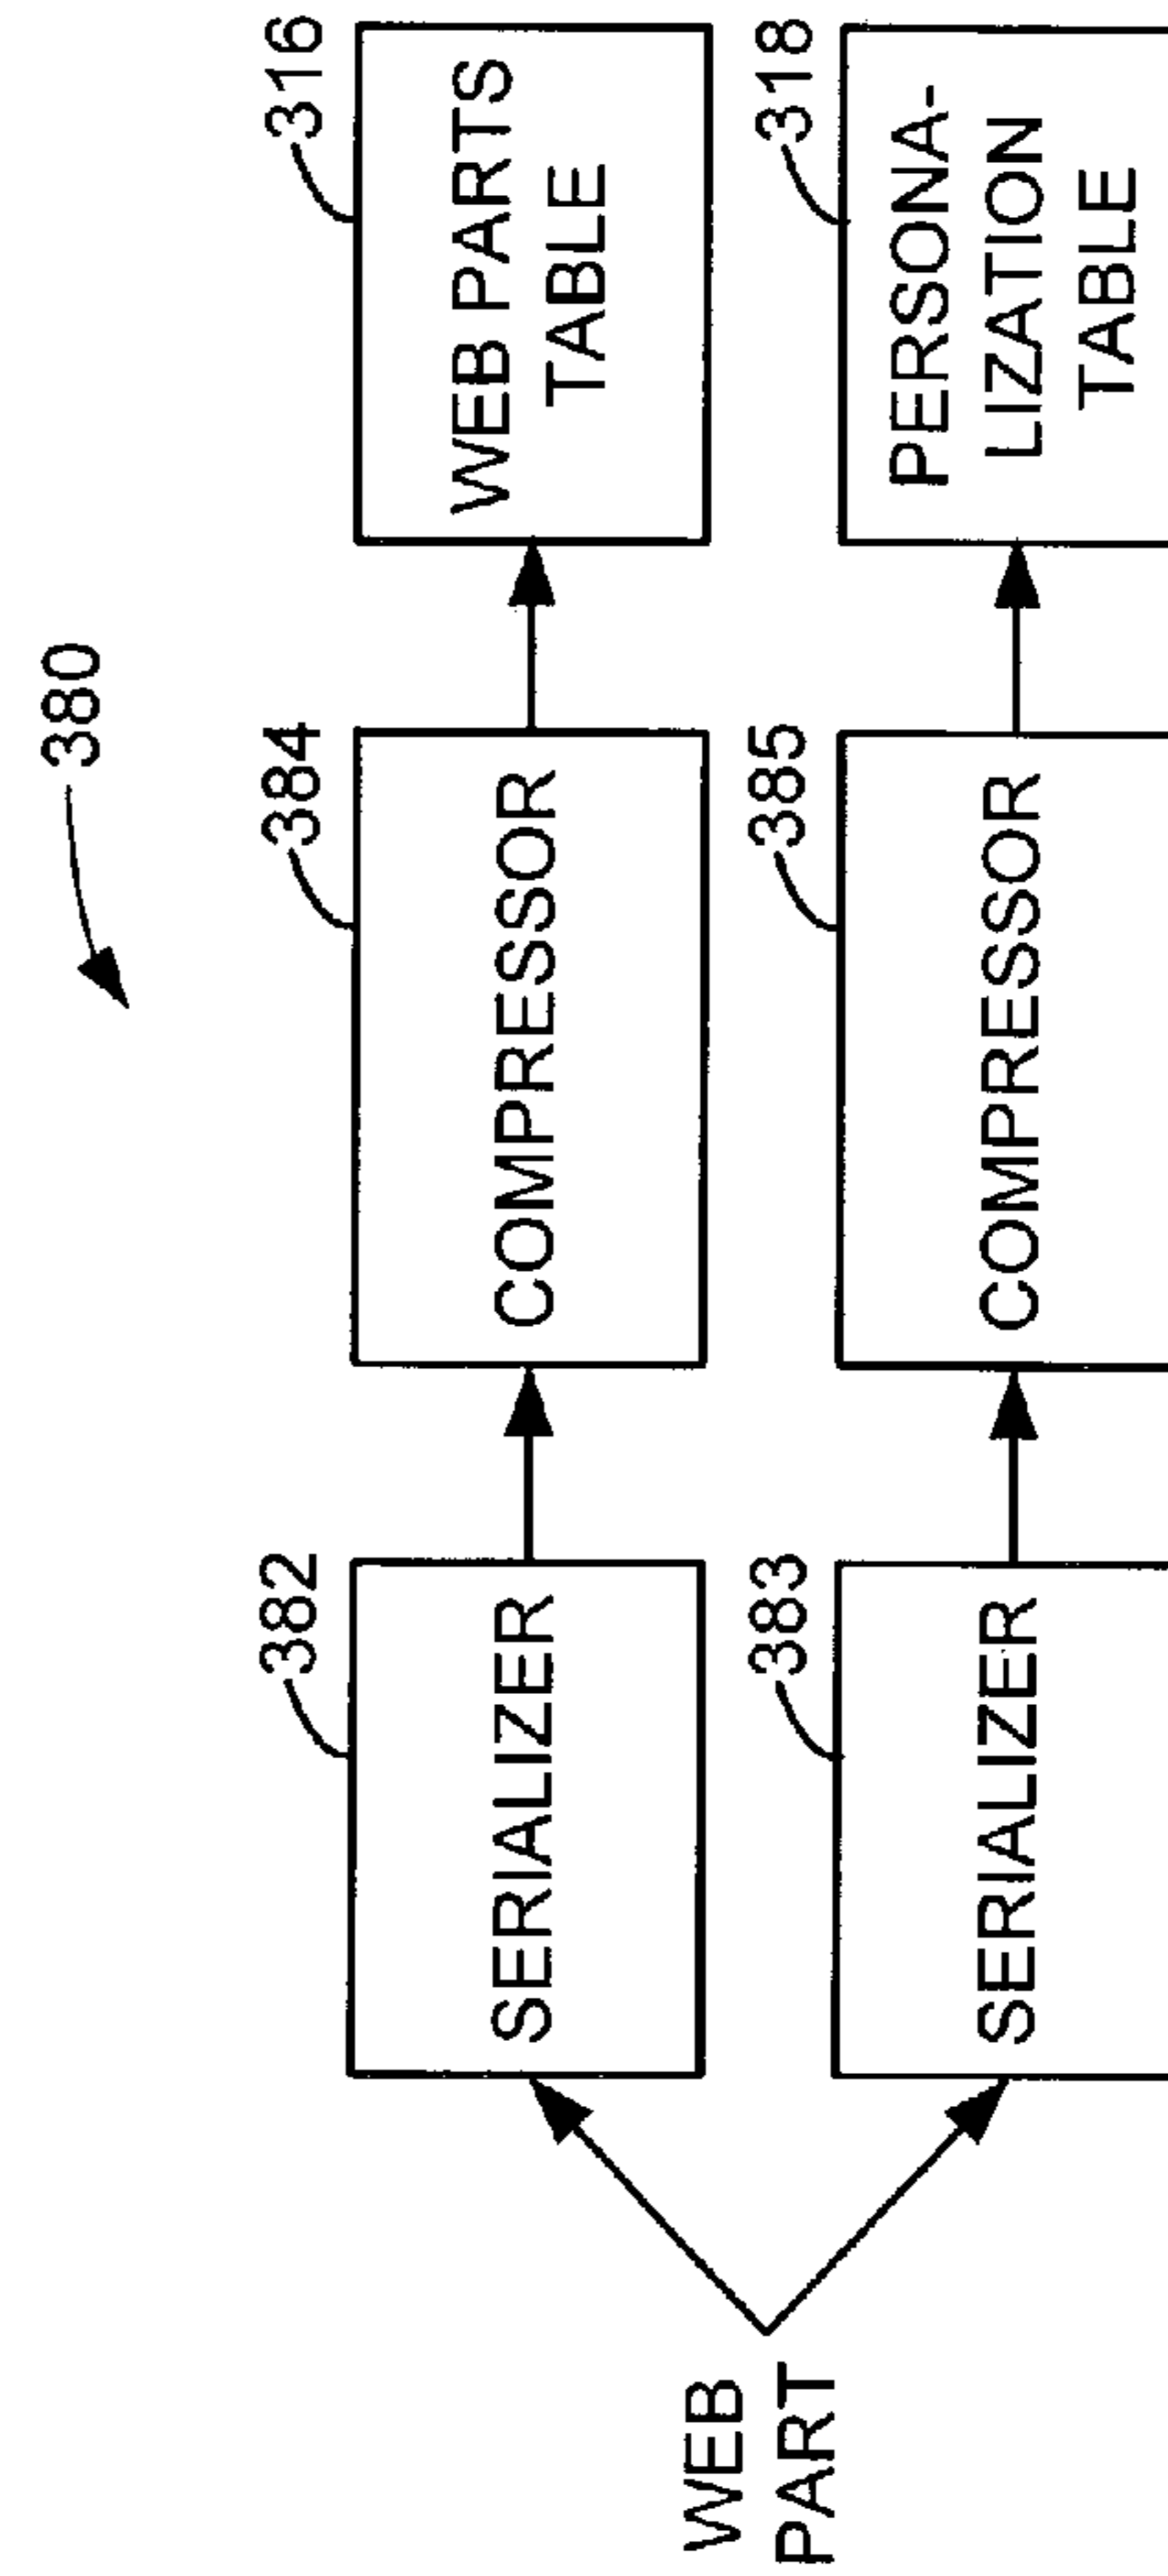 380
316
WEB PARTS
TABLE
384
COMPRESSOR
382
SERIALIZER
WEB
PART
318
PERSONA-
LIZATION
TABLE
385
COMPRESSOR
383
SERIALIZER